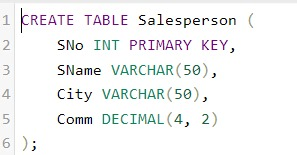 1 CREATE TABLE Salesperson (
2 SNo INT PRIMARY KEY,
3 SName VARCHAR(50),
4 City VARCHAR(50),
5 Comm DECIMAL(4, 2)
6 );